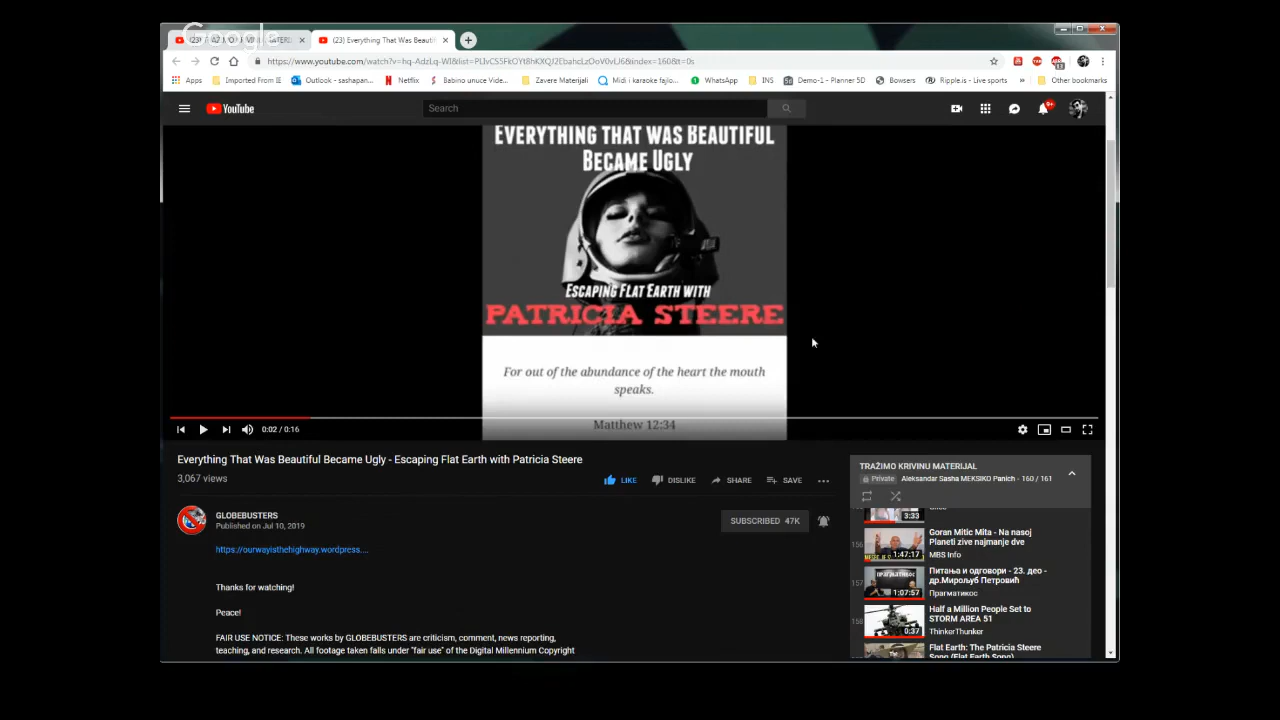 Google
(23) Everything That Was Beautif
https://www.youtube.com/watch?v=hq-AdzLq-WI&list=PLIvCS5FkOYt8hKXQJ2EbahcLzOoV0vLJ6&index=160&t=0s
Apps Imported From IE Outlook - sashapan... Netflix Babino unuce Vide... Zavere Materijali Midi i karaoke fajlo... WhatsApp INS Demo-1 - Planner 5D Bowsers Ripple.is - Live sports » Other bookmarks
YouTube
Search
9+
EVERYTHING THAT WAS BEAUTIFUL
BECAME UGLY
ESCAPING FLAT EARTH WITH
PATRICIA STEERE
For out of the abundance of the heart the mouth
speaks.
Matthew 12:34
0:02 / 0:16
Everything That Was Beautiful Became Ugly - Escaping Flat Earth with Patricia Steere
3,067 views
LIKE DISLIKE SHARE SAVE ...
GLOBEBUSTERS
Published on Jul 10, 2019
SUBSCRIBED 47K
https://ourwayisthehighway.wordpress....
Thanks for watching!
Peace!
FAIR USE NOTICE: These works by GLOBEBUSTERS are criticism, comment, news reporting,
teaching, and research. All footage taken falls under "fair use" of the Digital Millennium Copyright
TRAŽIMO KRIVINU MATERIJAL
Private Aleksandar Sasha MEKSIKO Panich - 160 / 161
3:33
156
1:47:17
Goran Mitic Mita - Na nasoj
Planeti zive najmanje dve
MBS Info
157
1:07:57
Питања и одговори - 23. део -
др.Мирољуб Петровић
Прагматикос
158
0:37
Half a Million People Set to
STORM AREA 51
ThinkerThunker
Flat Earth: The Patricia Steere
Song (Flat Earth Song)